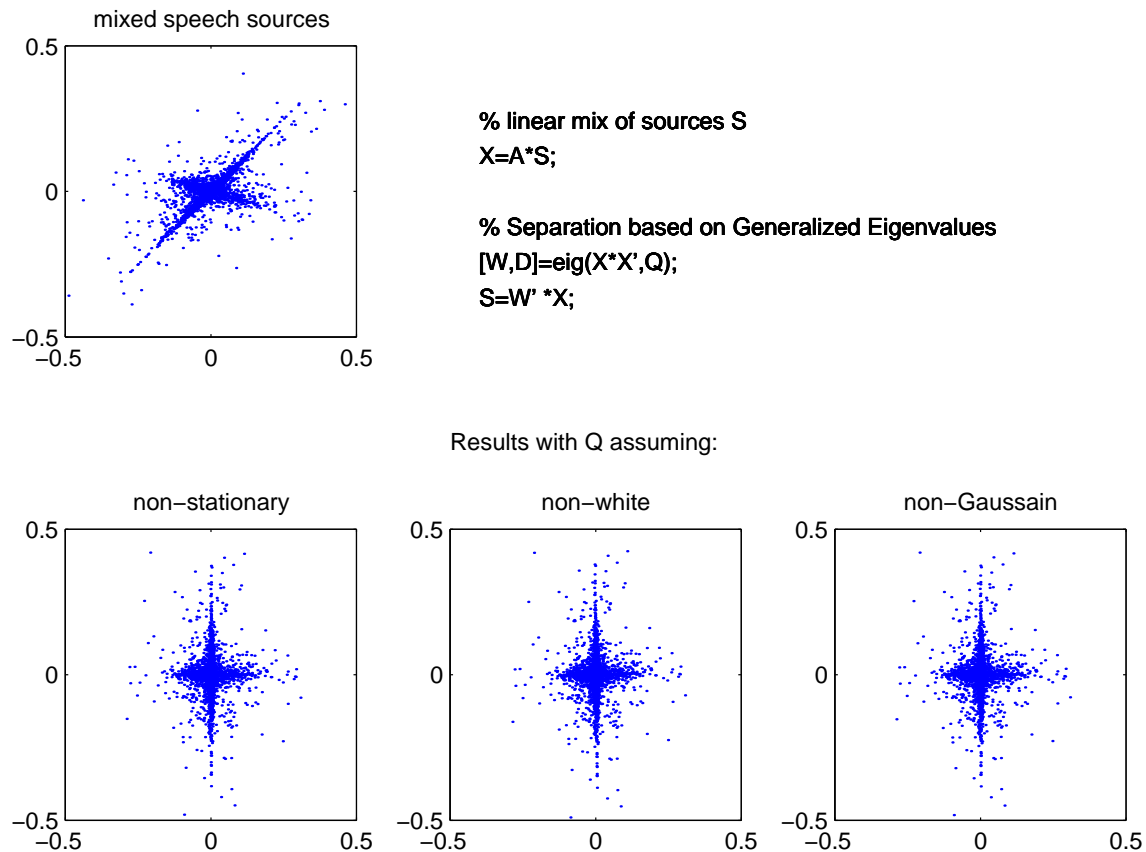 mixed speech sources
0.5
0
−0.5
−0.5 0 0.5
% linear mix of sources S
X=A*S;
% Separation based on Generalized Eigenvalues
[W,D]=eig(X*X’,Q);
S=W’ *X;
Results with Q assuming:
non−stationary
0.5
0
−0.5
−0.5 0 0.5
non−white
0.5
0
−0.5
−0.5 0 0.5
non−Gaussain
0.5
0
−0.5
−0.5 0 0.5